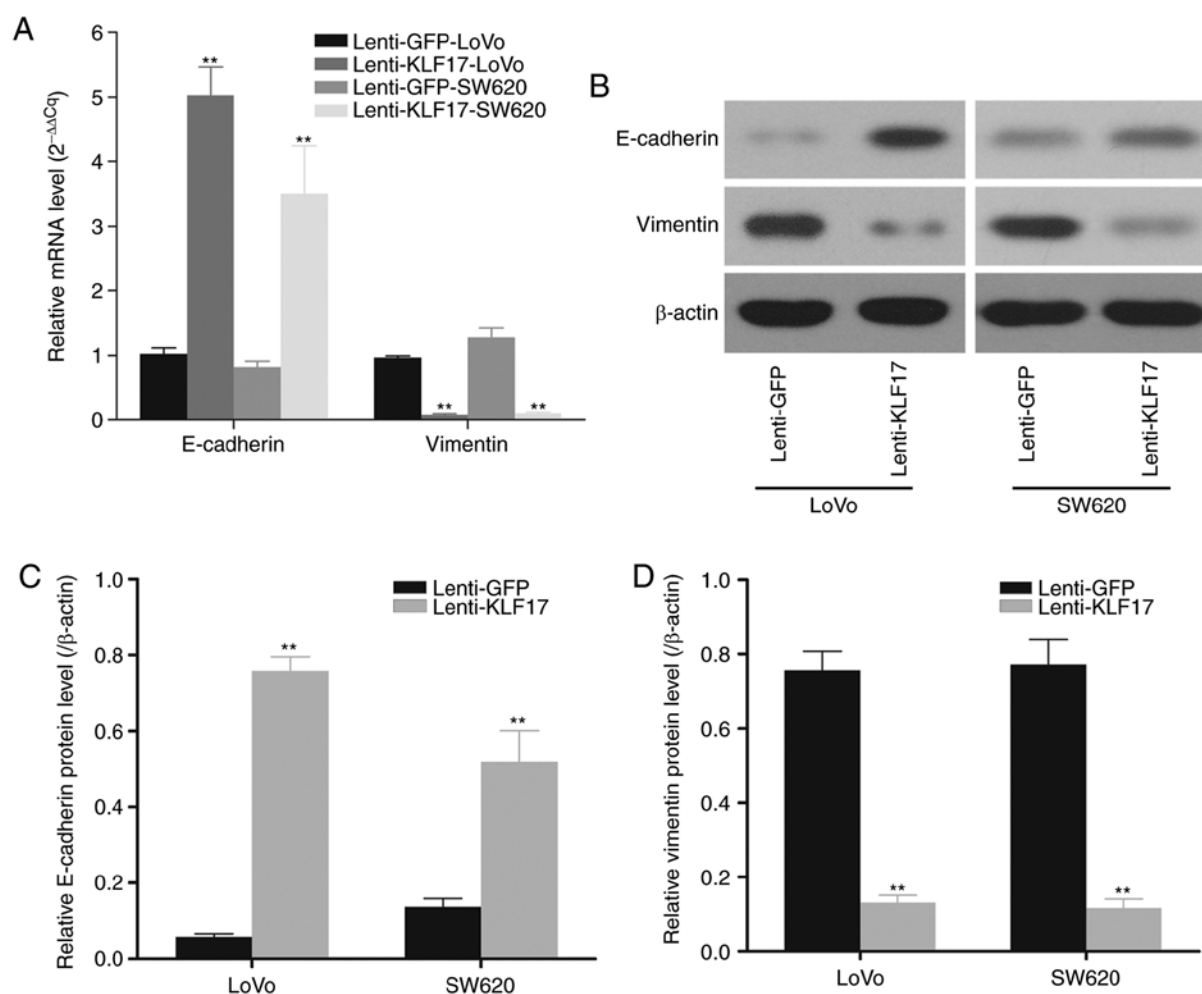 A
Relative mRNA level (2⁻ΔΔCq)
6
5
4
3
2
1
0
**
**
**
**
Lenti-GFP-LoVo
Lenti-KLF17-LoVo
Lenti-GFP-SW620
Lenti-KLF17-SW620
E-cadherin
Vimentin
B
E-cadherin
Vimentin
β-actin
Lenti-GFP
Lenti-KLF17
Lenti-GFP
Lenti-KLF17
LoVo
SW620
C
Relative E-cadherin protein level (/β-actin)
1.0
0.8
0.6
0.4
0.2
0.0
Lenti-GFP
Lenti-KLF17
**
**
LoVo
SW620
D
Relative vimentin protein level (/β-actin)
1.0
0.8
0.6
0.4
0.2
0.0
Lenti-GFP
Lenti-KLF17
**
**
LoVo
SW620